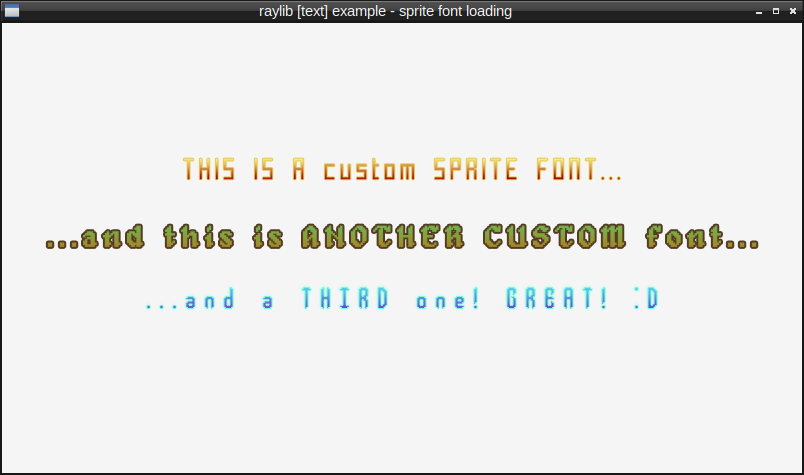 raylib [text] example - sprite font loading
THIS IS A custom SPRITE FONT...
...and this is ANOTHER CUSTOM font...
...and a THIRD one! GREAT! :D